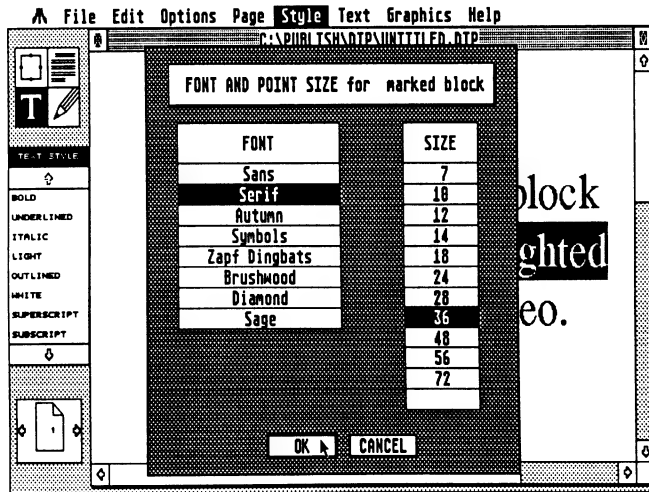 File Edit Options Page Style Text Graphics Help
C:\PUBLISH\DTP\UNTITLED.DTP
FONT AND POINT SIZE for marked block
T
TEXT STYLE
BOLD
UNDERLINED
ITALIC
LIGHT
OUTLINED
WHITE
SUPERSCRIPT
SUBSCRIPT
1
FONT
Sans
Serif
Autumn
Symbols
Zapf Dingbats
Brushwood
Diamond
Sage
SIZE
7
10
12
14
18
24
28
36
48
56
72
block
ghted
eo.
OK
CANCEL